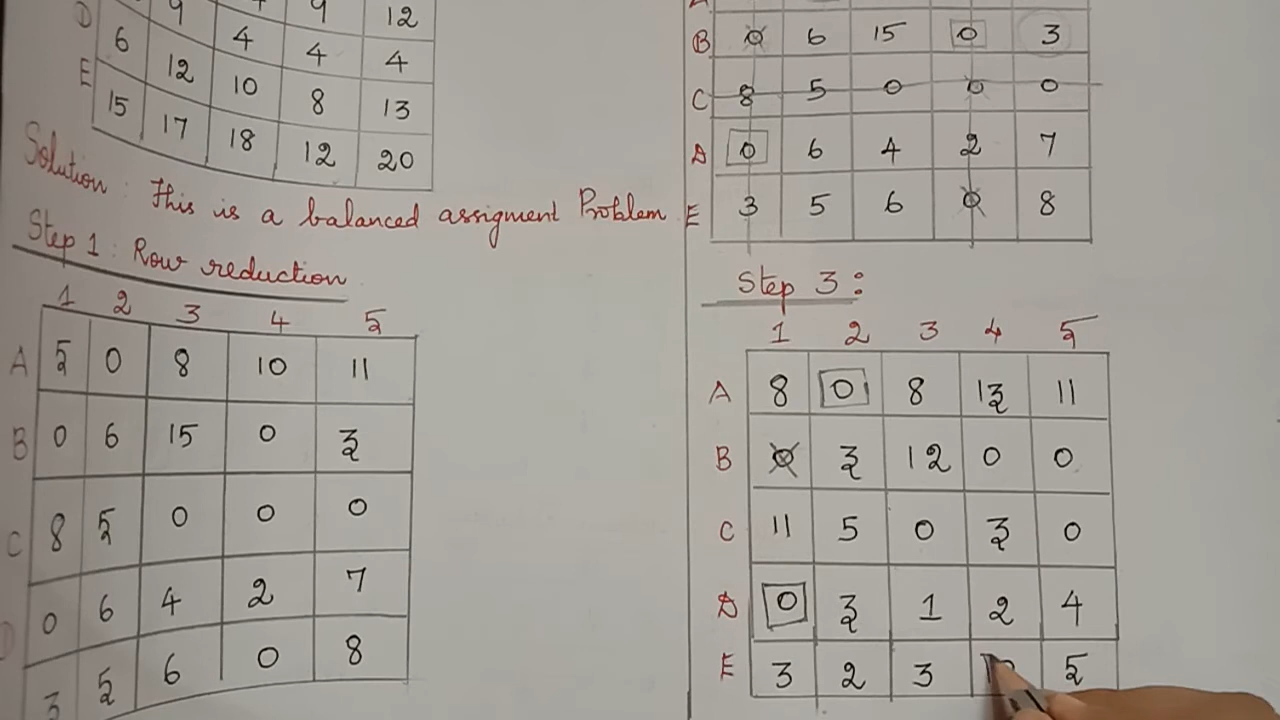 D 9 4 9 12
6 4 4 4
E 12 10 8 13
15 17 18 12 20
Solution : This is a balanced assigment Problem
Step 1 : Row reduction
1 2 3 4 5
A 5 0 8 10 11
B 0 6 15 0 3
C 8 5 0 0 0
D 0 6 4 2 7
3 5 6 0 8
B 0 6 15 0 3
C 8 5 0 0 0
D 0 6 4 2 7
E 3 5 6 0 8
Step 3 :
1 2 3 4 5
A 8 0 8 13 11
B 0 3 12 0 0
C 11 5 0 3 0
D 0 3 1 2 4
E 3 2 3 5